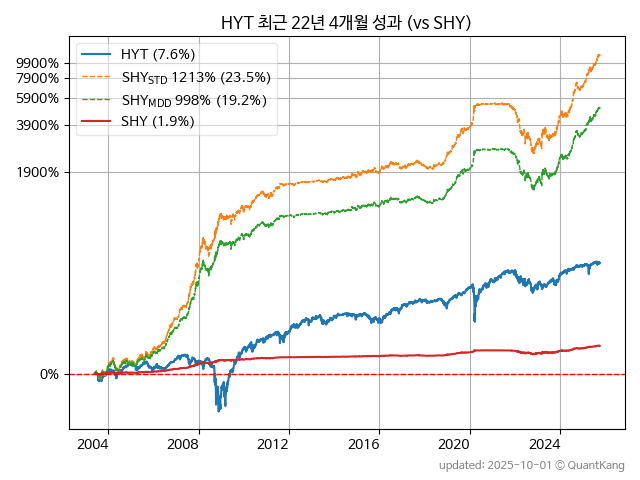 HYT 최근 22년 4개월 성과 (vs SHY)
HYT (7.6%)
SHY_STD 1213% (23.5%)
SHY_MDD 998% (19.2%)
SHY (1.9%)
9900%
7900%
5900%
3900%
1900%
0%
2004 2008 2012 2016 2020 2024
updated: 2025-10-01 © QuantKang